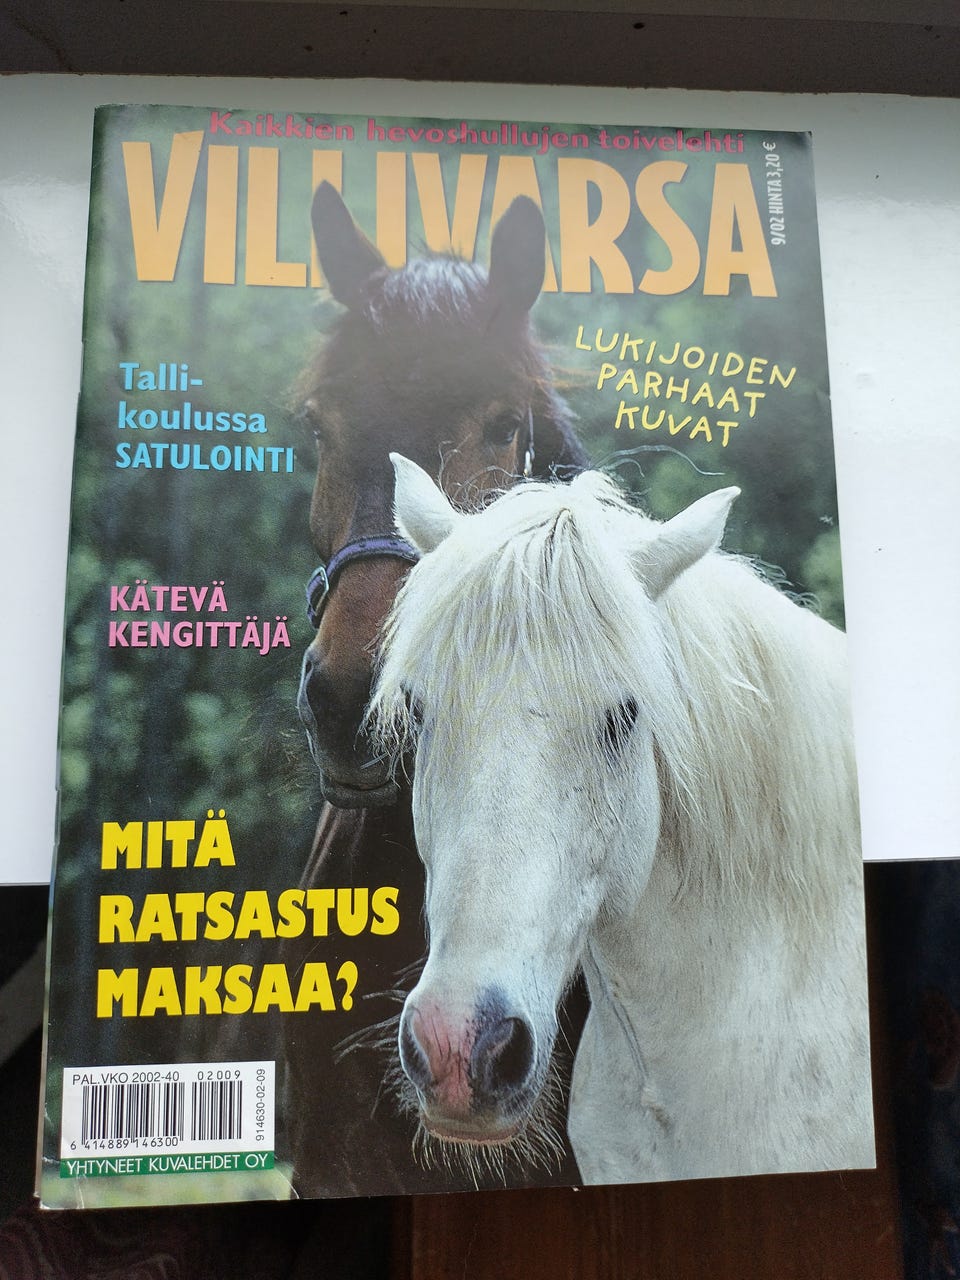 Kaikkien hevoshullujen toivelehti
VILLIVARSA
9/02 HINTA 3,20 €
LUKIJOIDEN
PARHAAT
KUVAT
Talli-
koulussa
SATULOINTI
KÄTEVÄ
KENGITTÄJÄ
MITÄ
RATSASTUS
MAKSAA?
PAL.VKO 2002-40 02009
6 414889 146300
914630-02-09
YHTYNEET KUVALEHDET OY